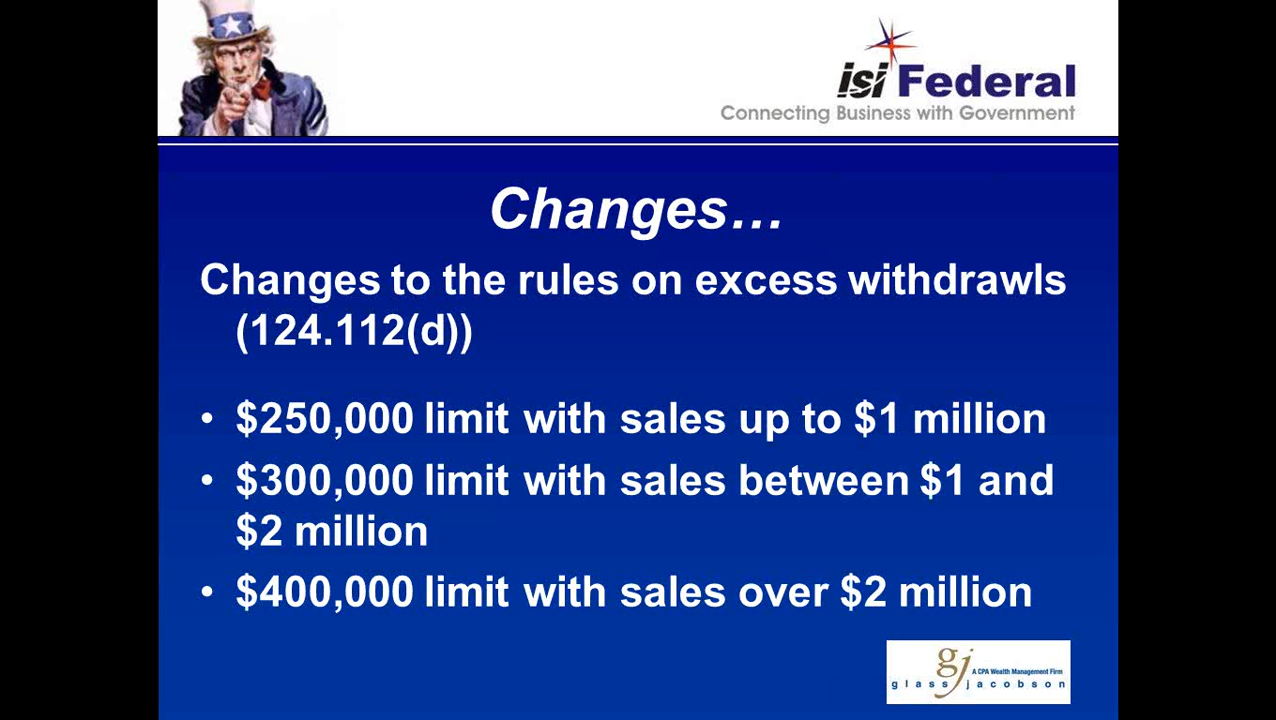 isi Federal
Connecting Business with Government
Changes…
Changes to the rules on excess withdrawls
(124.112(d))
• $250,000 limit with sales up to $1 million
• $300,000 limit with sales between $1 and
$2 million
• $400,000 limit with sales over $2 million
gj
A CPA Wealth Management Firm
glass jacobson